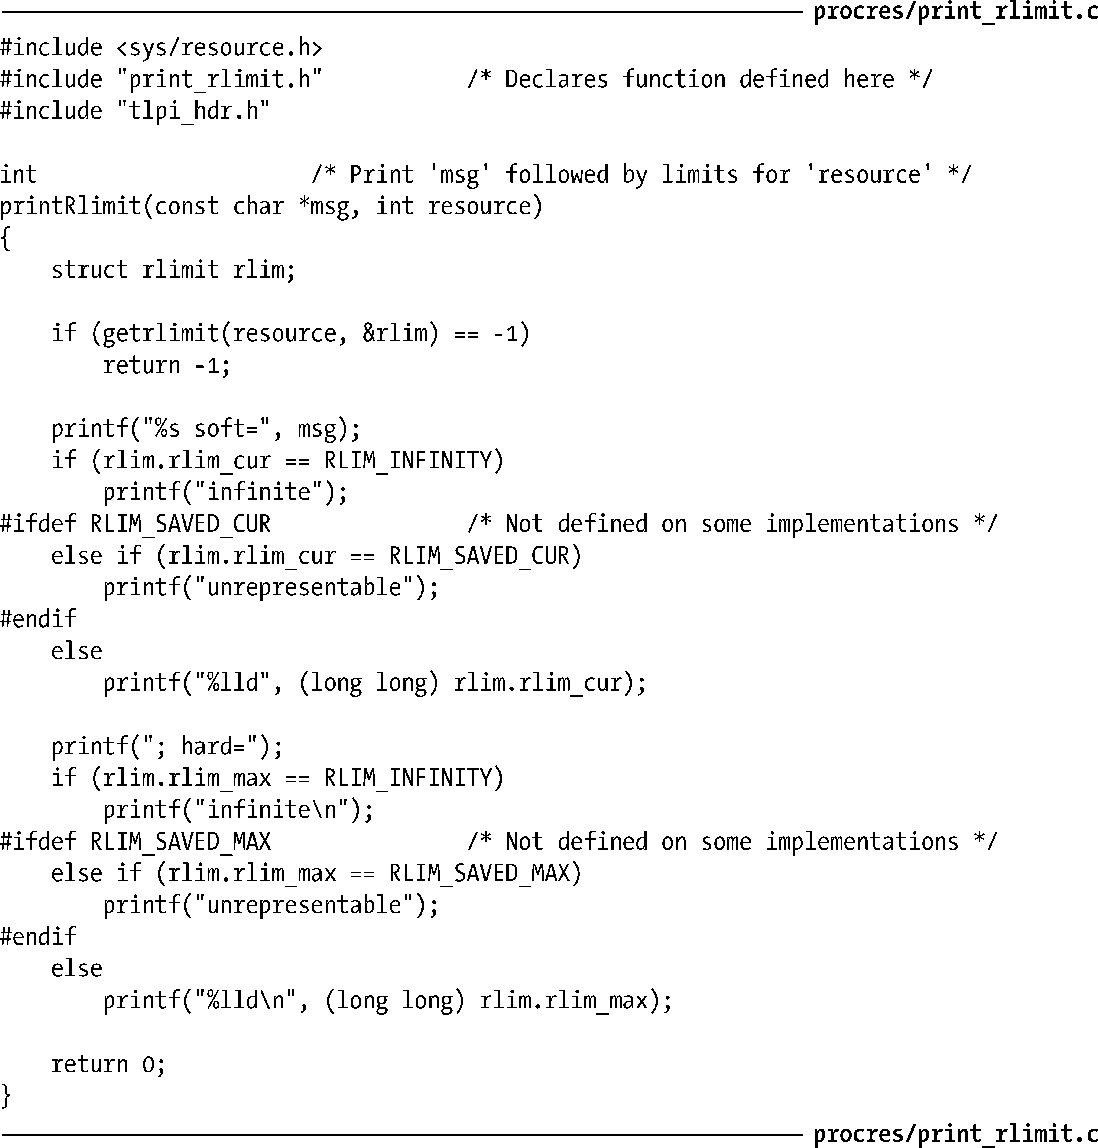 procres/print_rlimit.c
#include <sys/resource.h>
#include "print_rlimit.h"           /* Declares function defined here */
#include "tlpi_hdr.h"

int                     /* Print 'msg' followed by limits for 'resource' */
printRlimit(const char *msg, int resource)
{
    struct rlimit rlim;

    if (getrlimit(resource, &rlim) == -1)
        return -1;

    printf("%s soft=", msg);
    if (rlim.rlim_cur == RLIM_INFINITY)
        printf("infinite");
#ifdef RLIM_SAVED_CUR               /* Not defined on some implementations */
    else if (rlim.rlim_cur == RLIM_SAVED_CUR)
        printf("unrepresentable");
#endif
    else
        printf("%lld", (long long) rlim.rlim_cur);

    printf("; hard=");
    if (rlim.rlim_max == RLIM_INFINITY)
        printf("infinite\n");
#ifdef RLIM_SAVED_MAX               /* Not defined on some implementations */
    else if (rlim.rlim_max == RLIM_SAVED_MAX)
        printf("unrepresentable");
#endif
    else
        printf("%lld\n", (long long) rlim.rlim_max);

    return 0;
}
procres/print_rlimit.c